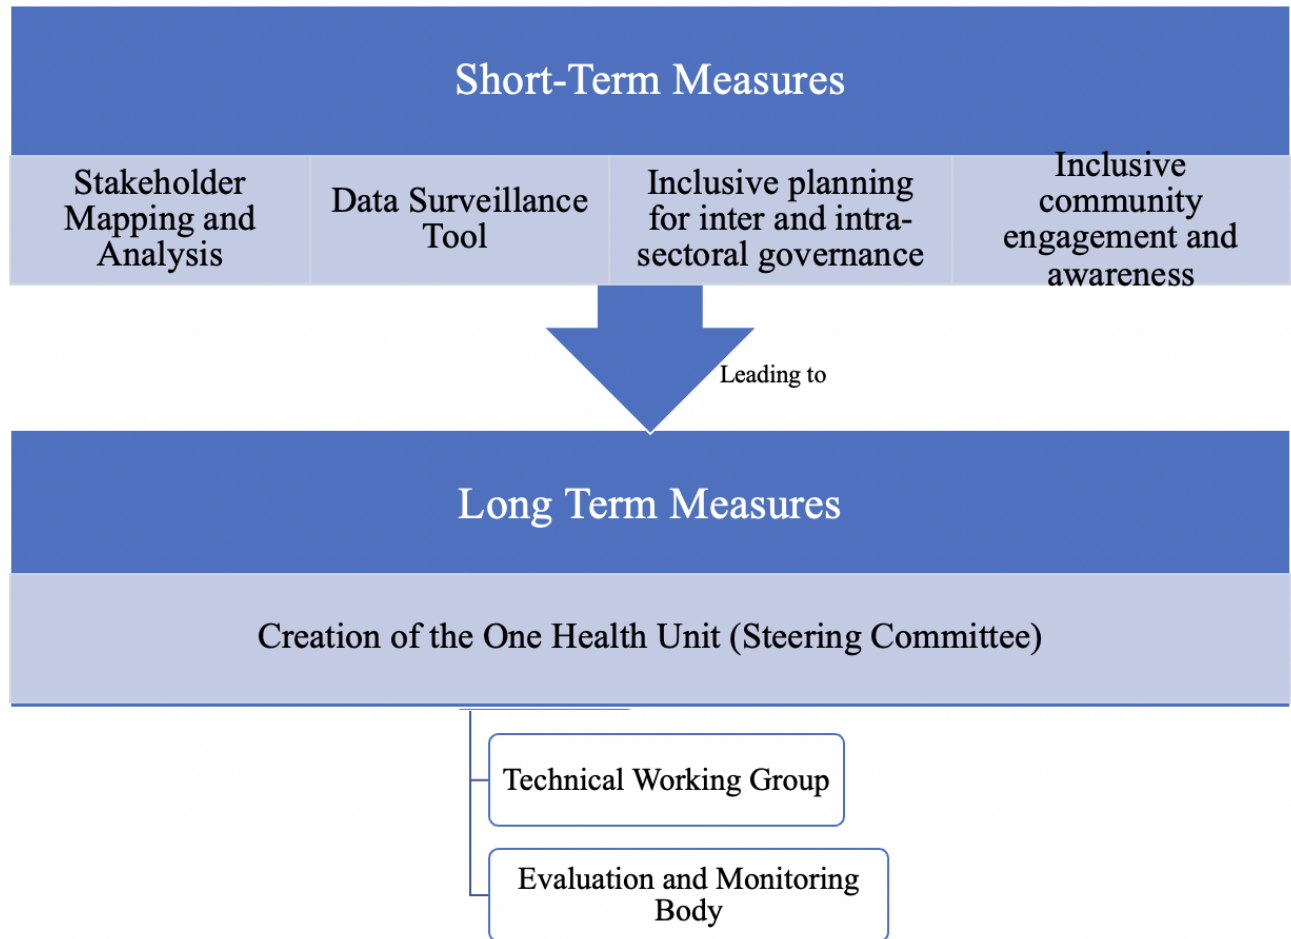 Short-Term Measures
Stakeholder
Mapping and
Analysis
Data Surveillance
Tool
Inclusive planning
for inter and intra-
sectoral governance
Inclusive
community
engagement and
awareness
Leading to
Long Term Measures
Creation of the One Health Unit (Steering Committee)
Technical Working Group
Evaluation and Monitoring
Body